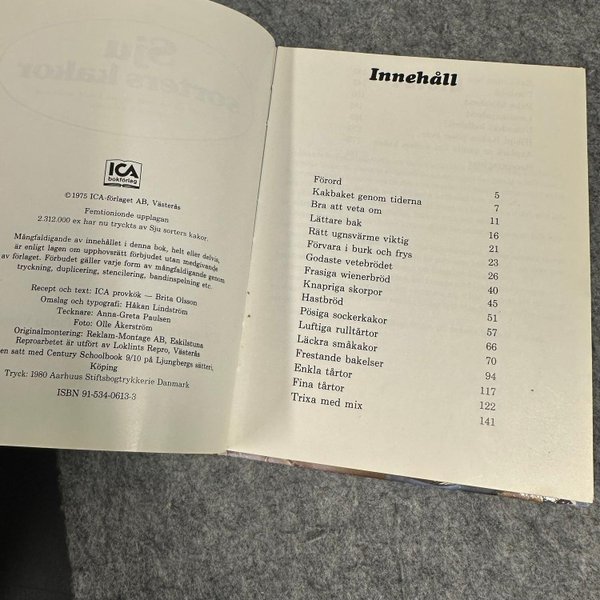 ICA
bokförlag
©1975 ICA-förlaget AB, Västerås
Femtionionde upplagan
2.312.000 ex har nu tryckts av Sju sorters kakor.
Mångfaldigande av innehållet i denna bok, helt eller delvis,
är enligt lagen om upphovsrätt förbjudet utan medgivande
av förlaget. Förbudet gäller varje form av mångfaldigande genom
tryckning, duplicering, stencilering, bandinspelning etc.
Recept och text: ICA provkök — Brita Olsson
Omslag och typografi: Håkan Lindström
Tecknare: Anna-Greta Paulsen
Foto: Olle Åkerström
Originalmontering: Reklam-Montage AB, Eskilstuna
Reproarbetet är utfört av Loklints Repro, Västerås
en satt med Century Schoolbook 9/10 på Ljungbergs sätteri,
Köping
Tryck: 1980 Aarhuus Stiftsbogtrykkerie Danmark
ISBN 91-534-0613-3
Innehåll
Förord 5
Kakbaket genom tiderna 7
Bra att veta om 11
Lättare bak 16
Rätt ugnsvärme viktig 21
Förvara i burk och frys 23
Godaste vetebrödet 26
Frasiga wienerbröd 40
Knapriga skorpor 45
Hastbröd 51
Pösiga sockerkakor 57
Luftiga rulltårtor 66
Läckra småkakor 70
Frestande bakelser 94
Enkla tårtor 117
Fina tårtor 122
Trixa med mix 141